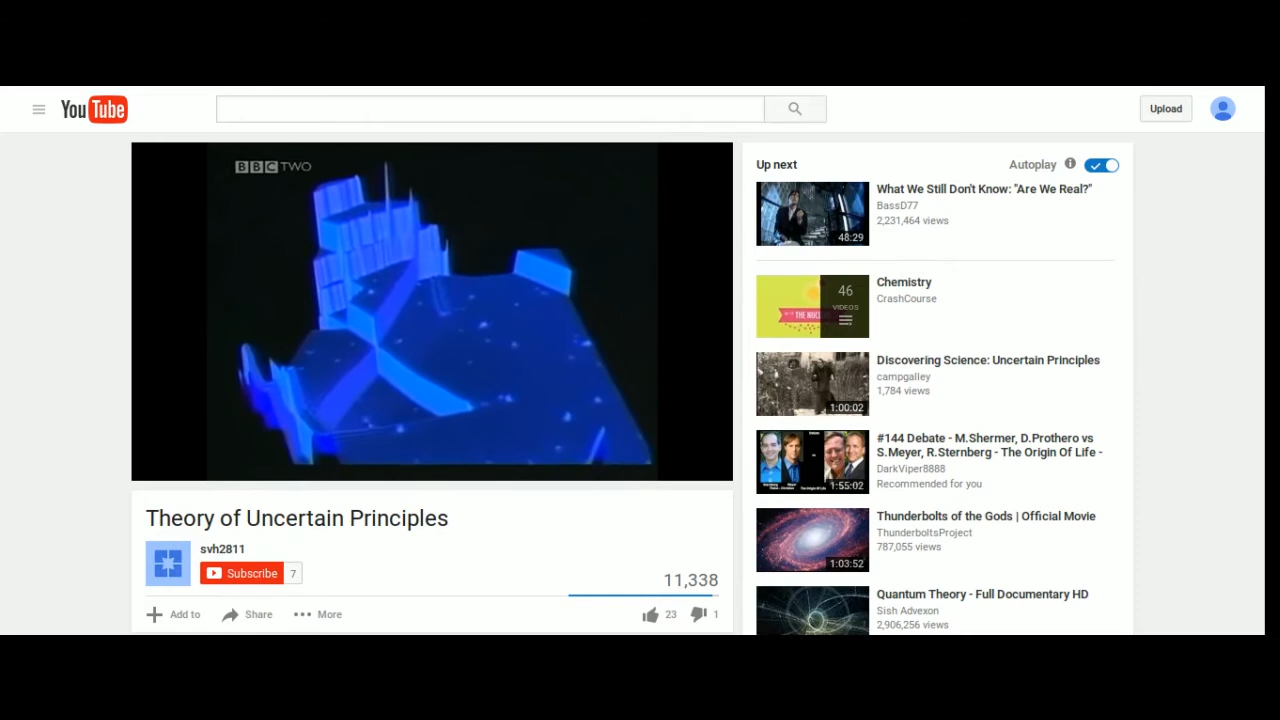 You Tube
Upload
BBC TWO
Up next
Autoplay
What We Still Don't Know: "Are We Real?"
BassD77
2,231,464 views
48:29
Chemistry
CrashCourse
46
VIDEOS
Discovering Science: Uncertain Principles
campgalley
1,784 views
1:00:02
#144 Debate - M.Shermer, D.Prothero vs
S.Meyer, R.Sternberg - The Origin Of Life -
DarkViper8888
Recommended for you
1:55:02
Thunderbolts of the Gods | Official Movie
ThunderboltsProject
787,055 views
1:03:52
Quantum Theory - Full Documentary HD
Sish Advexon
2,906,256 views
Theory of Uncertain Principles
svh2811
Subscribe 7
11,338
Add to Share More 23 1